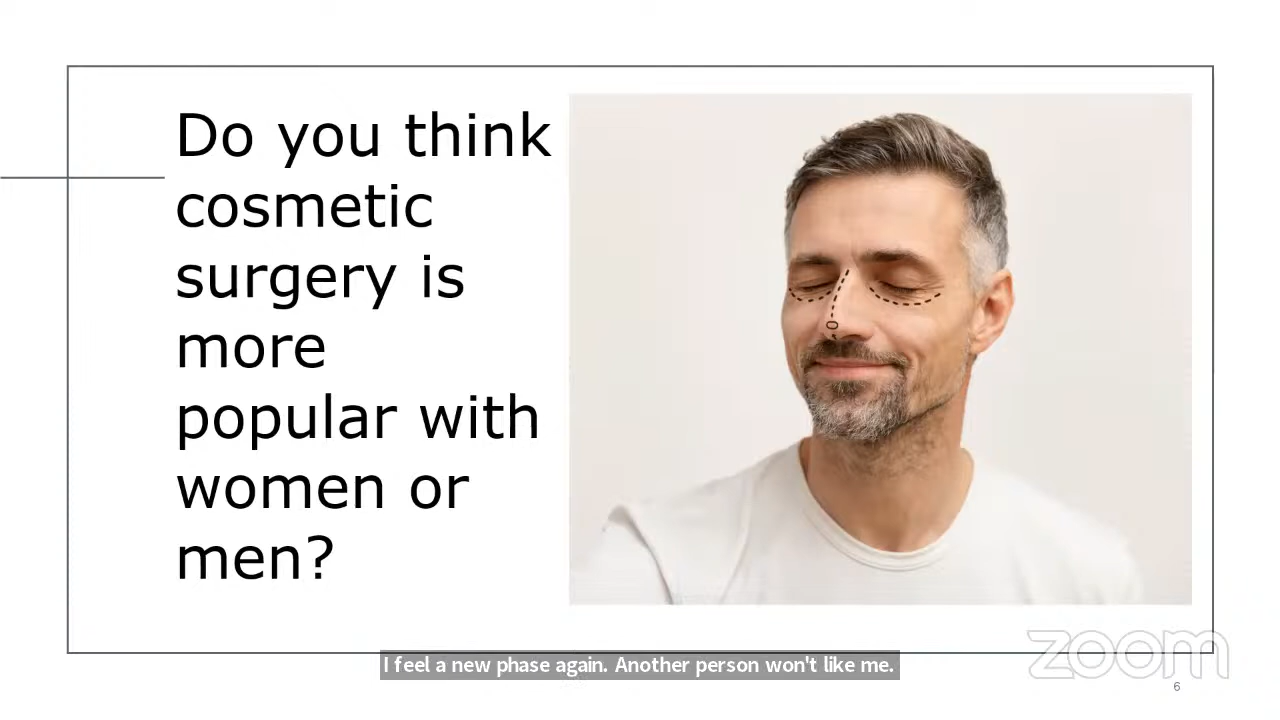 Do you think
cosmetic
surgery is
more
popular with
women or
men?
I feel a new phase again. Another person won't like me.
zoom
6